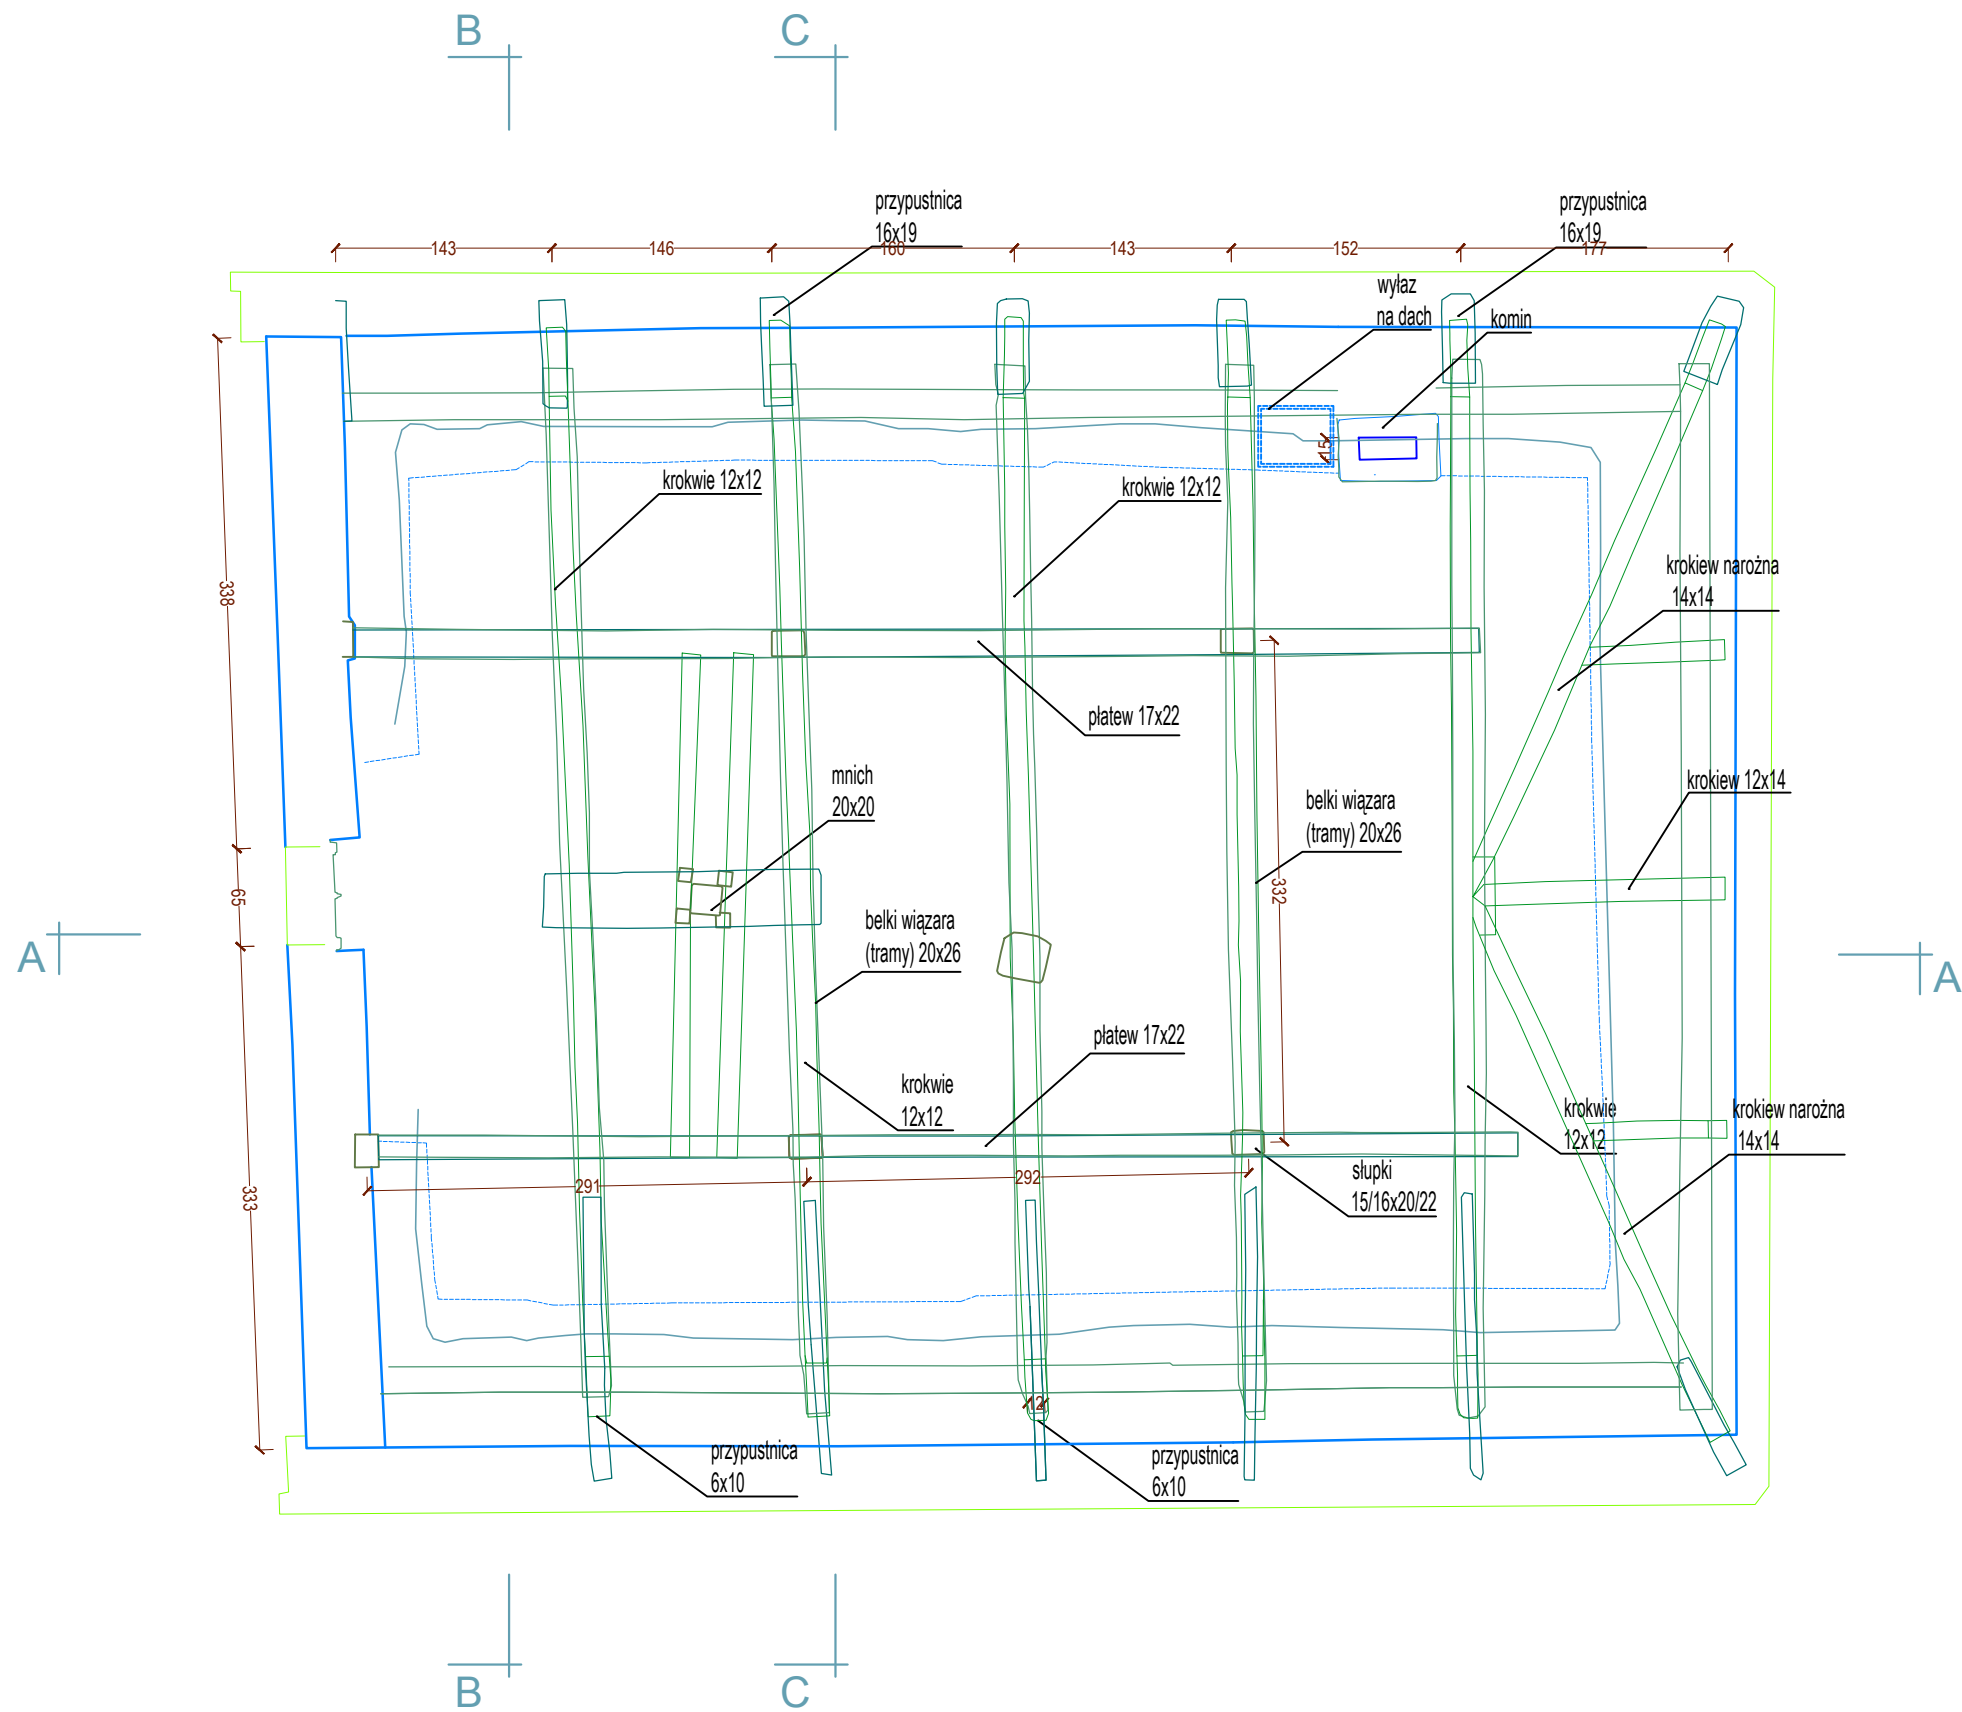 B
C
przypustnica
16x19
przypustnica
16x19
143
146
160
143
152
177
wyłaz
na dach
komin
15
krokwie 12x12
krokwie 12x12
338
krokiew narożna
14x14
płatew 17x22
mnich
20x20
krokiew 12x14
belki wiązara
(tramy) 20x26
332
65
belki wiązara
(tramy) 20x26
A
A
płatew 17x22
krokwie
12x12
krokwie
12x12
krokiew narożna
14x14
333
291
292
słupki
15/16x20/22
12
przypustnica
6x10
przypustnica
6x10
B
C